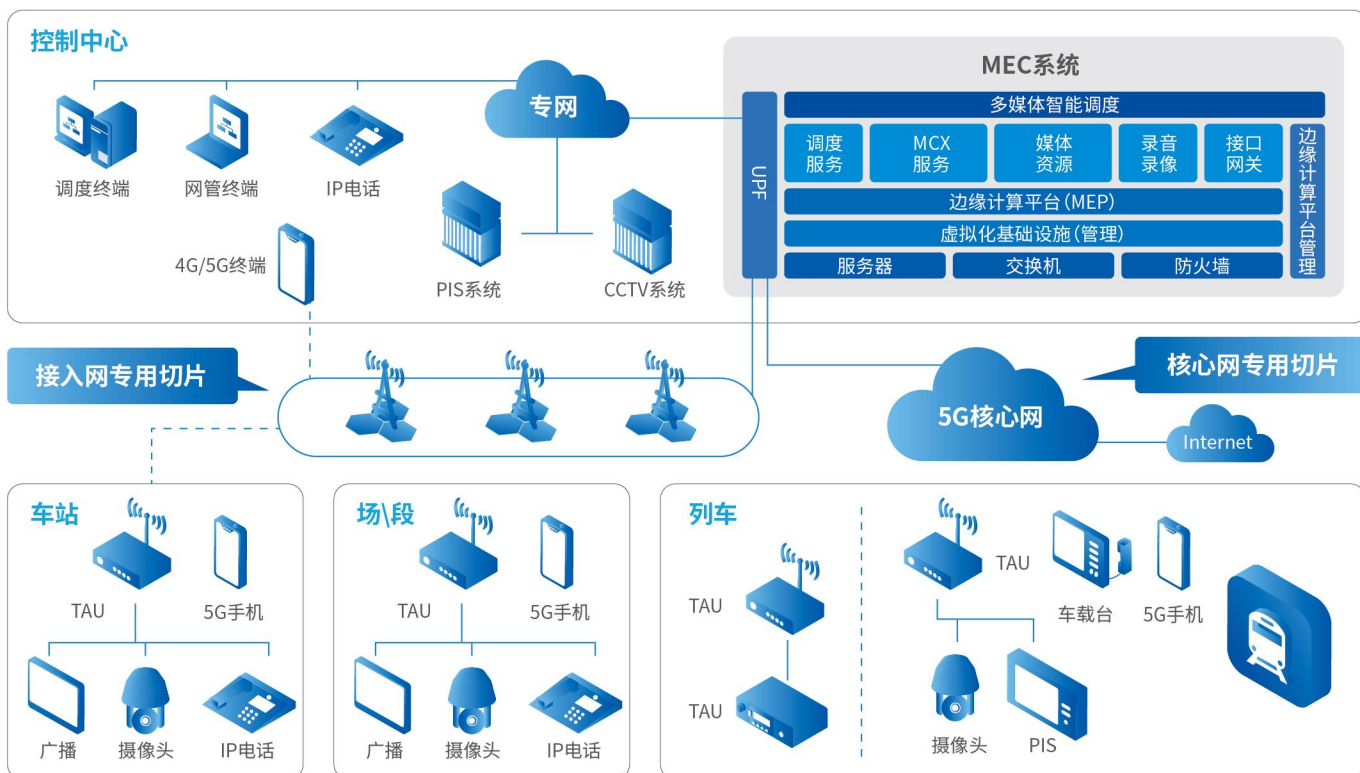 控制中心
MEC系统
专网
多媒体智能调度
UPF
调度
服务
MCX
服务
媒体
资源
录音
录像
接口
网关
边缘计算平台管理
边缘计算平台(MEP)
虚拟化基础设施(管理)
服务器
交换机
防火墙
调度终端
网管终端
IP电话
4G/5G终端
PIS系统
CCTV系统
接入网专用切片
核心网专用切片
5G核心网
Internet
车站
TAU
5G手机
广播
摄像头
IP电话
场\段
TAU
5G手机
广播
摄像头
IP电话
列车
TAU
TAU
TAU
车载台
5G手机
摄像头
PIS